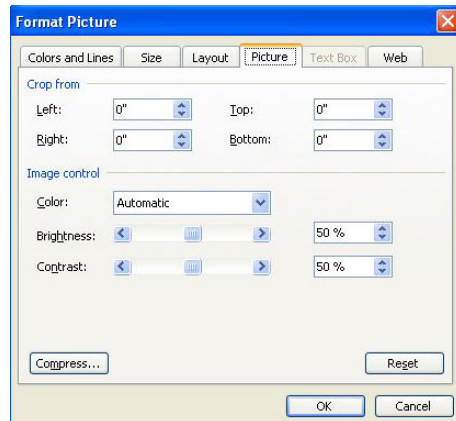 Format Picture
Colors and Lines Size Layout Picture Text Box Web
Crop from
Left: 0" Top: 0"
Right: 0" Bottom: 0"
Image control
Color: Automatic
Brightness: 50 %
Contrast: 50 %
Compress... Reset
OK Cancel